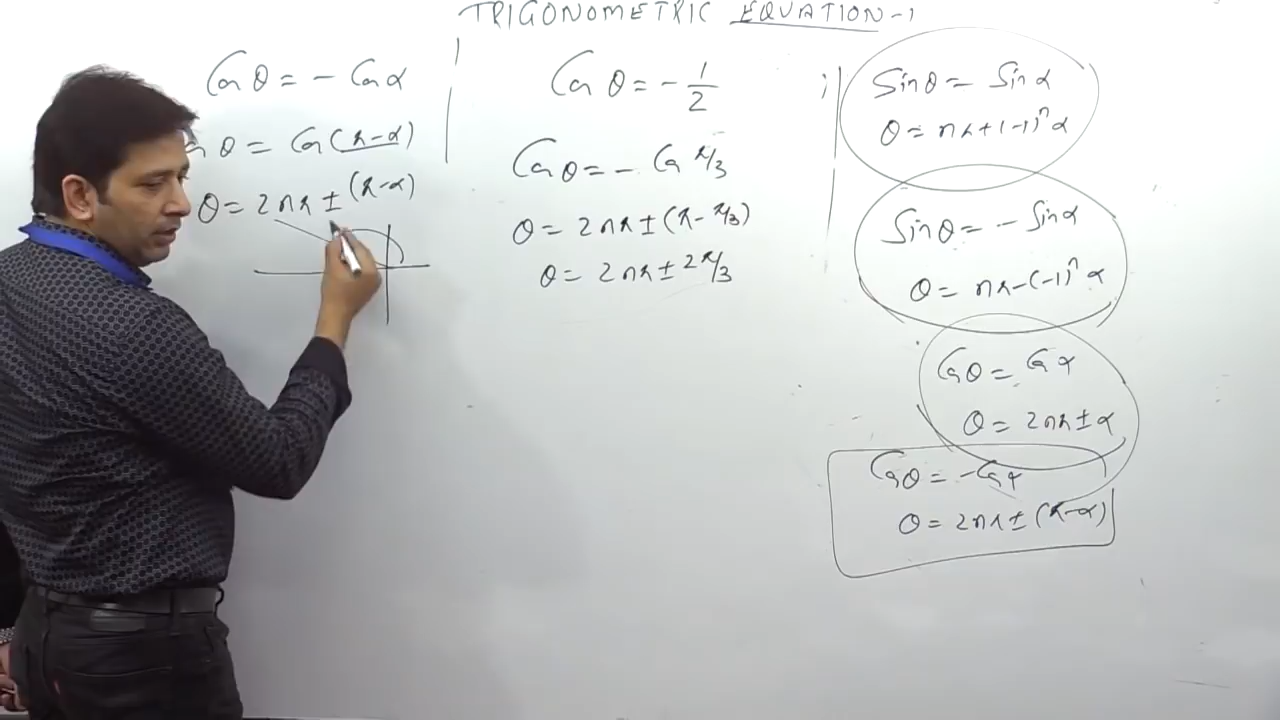 TRIGONOMETRIC EQUATION-1
Cos θ = - Cos α
Cos θ = Cos (π-α)
θ = 2nπ ± (π-α)
Cos θ = - 1/2
Cos θ = - Cos π/3
θ = 2nπ ± (π - π/3)
θ = 2nπ ± 2π/3
;
Sin θ = Sin α
θ = nπ + (-1)ⁿ α
Sin θ = - Sin α
θ = nπ - (-1)ⁿ α
Cos θ = Cos α
θ = 2nπ ± α
Cos θ = - Cos α
θ = 2nπ ± (π-α)